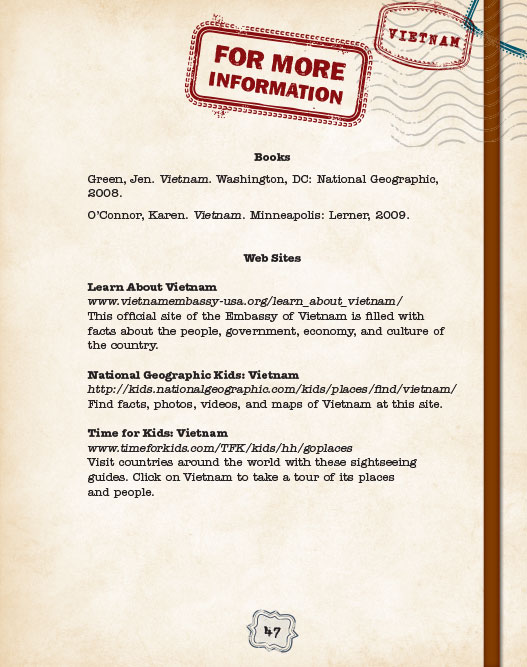 VIETNAM
FOR MORE
INFORMATION
Books
Green, Jen. Vietnam. Washington, DC: National Geographic,
2008.
O'Connor, Karen. Vietnam. Minneapolis: Lerner, 2009.
Web Sites
Learn About Vietnam
www.vietnamembassy-usa.org/learn_about_vietnam/
This official site of the Embassy of Vietnam is filled with
facts about the people, government, economy, and culture of
the country.
National Geographic Kids: Vietnam
http://kids.nationalgeographic.com/kids/places/find/vietnam/
Find facts, photos, videos, and maps of Vietnam at this site.
Time for Kids: Vietnam
www.timeforkids.com/TFK/kids/hh/goplaces
Visit countries around the world with these sightseeing
guides. Click on Vietnam to take a tour of its places
and people.
47